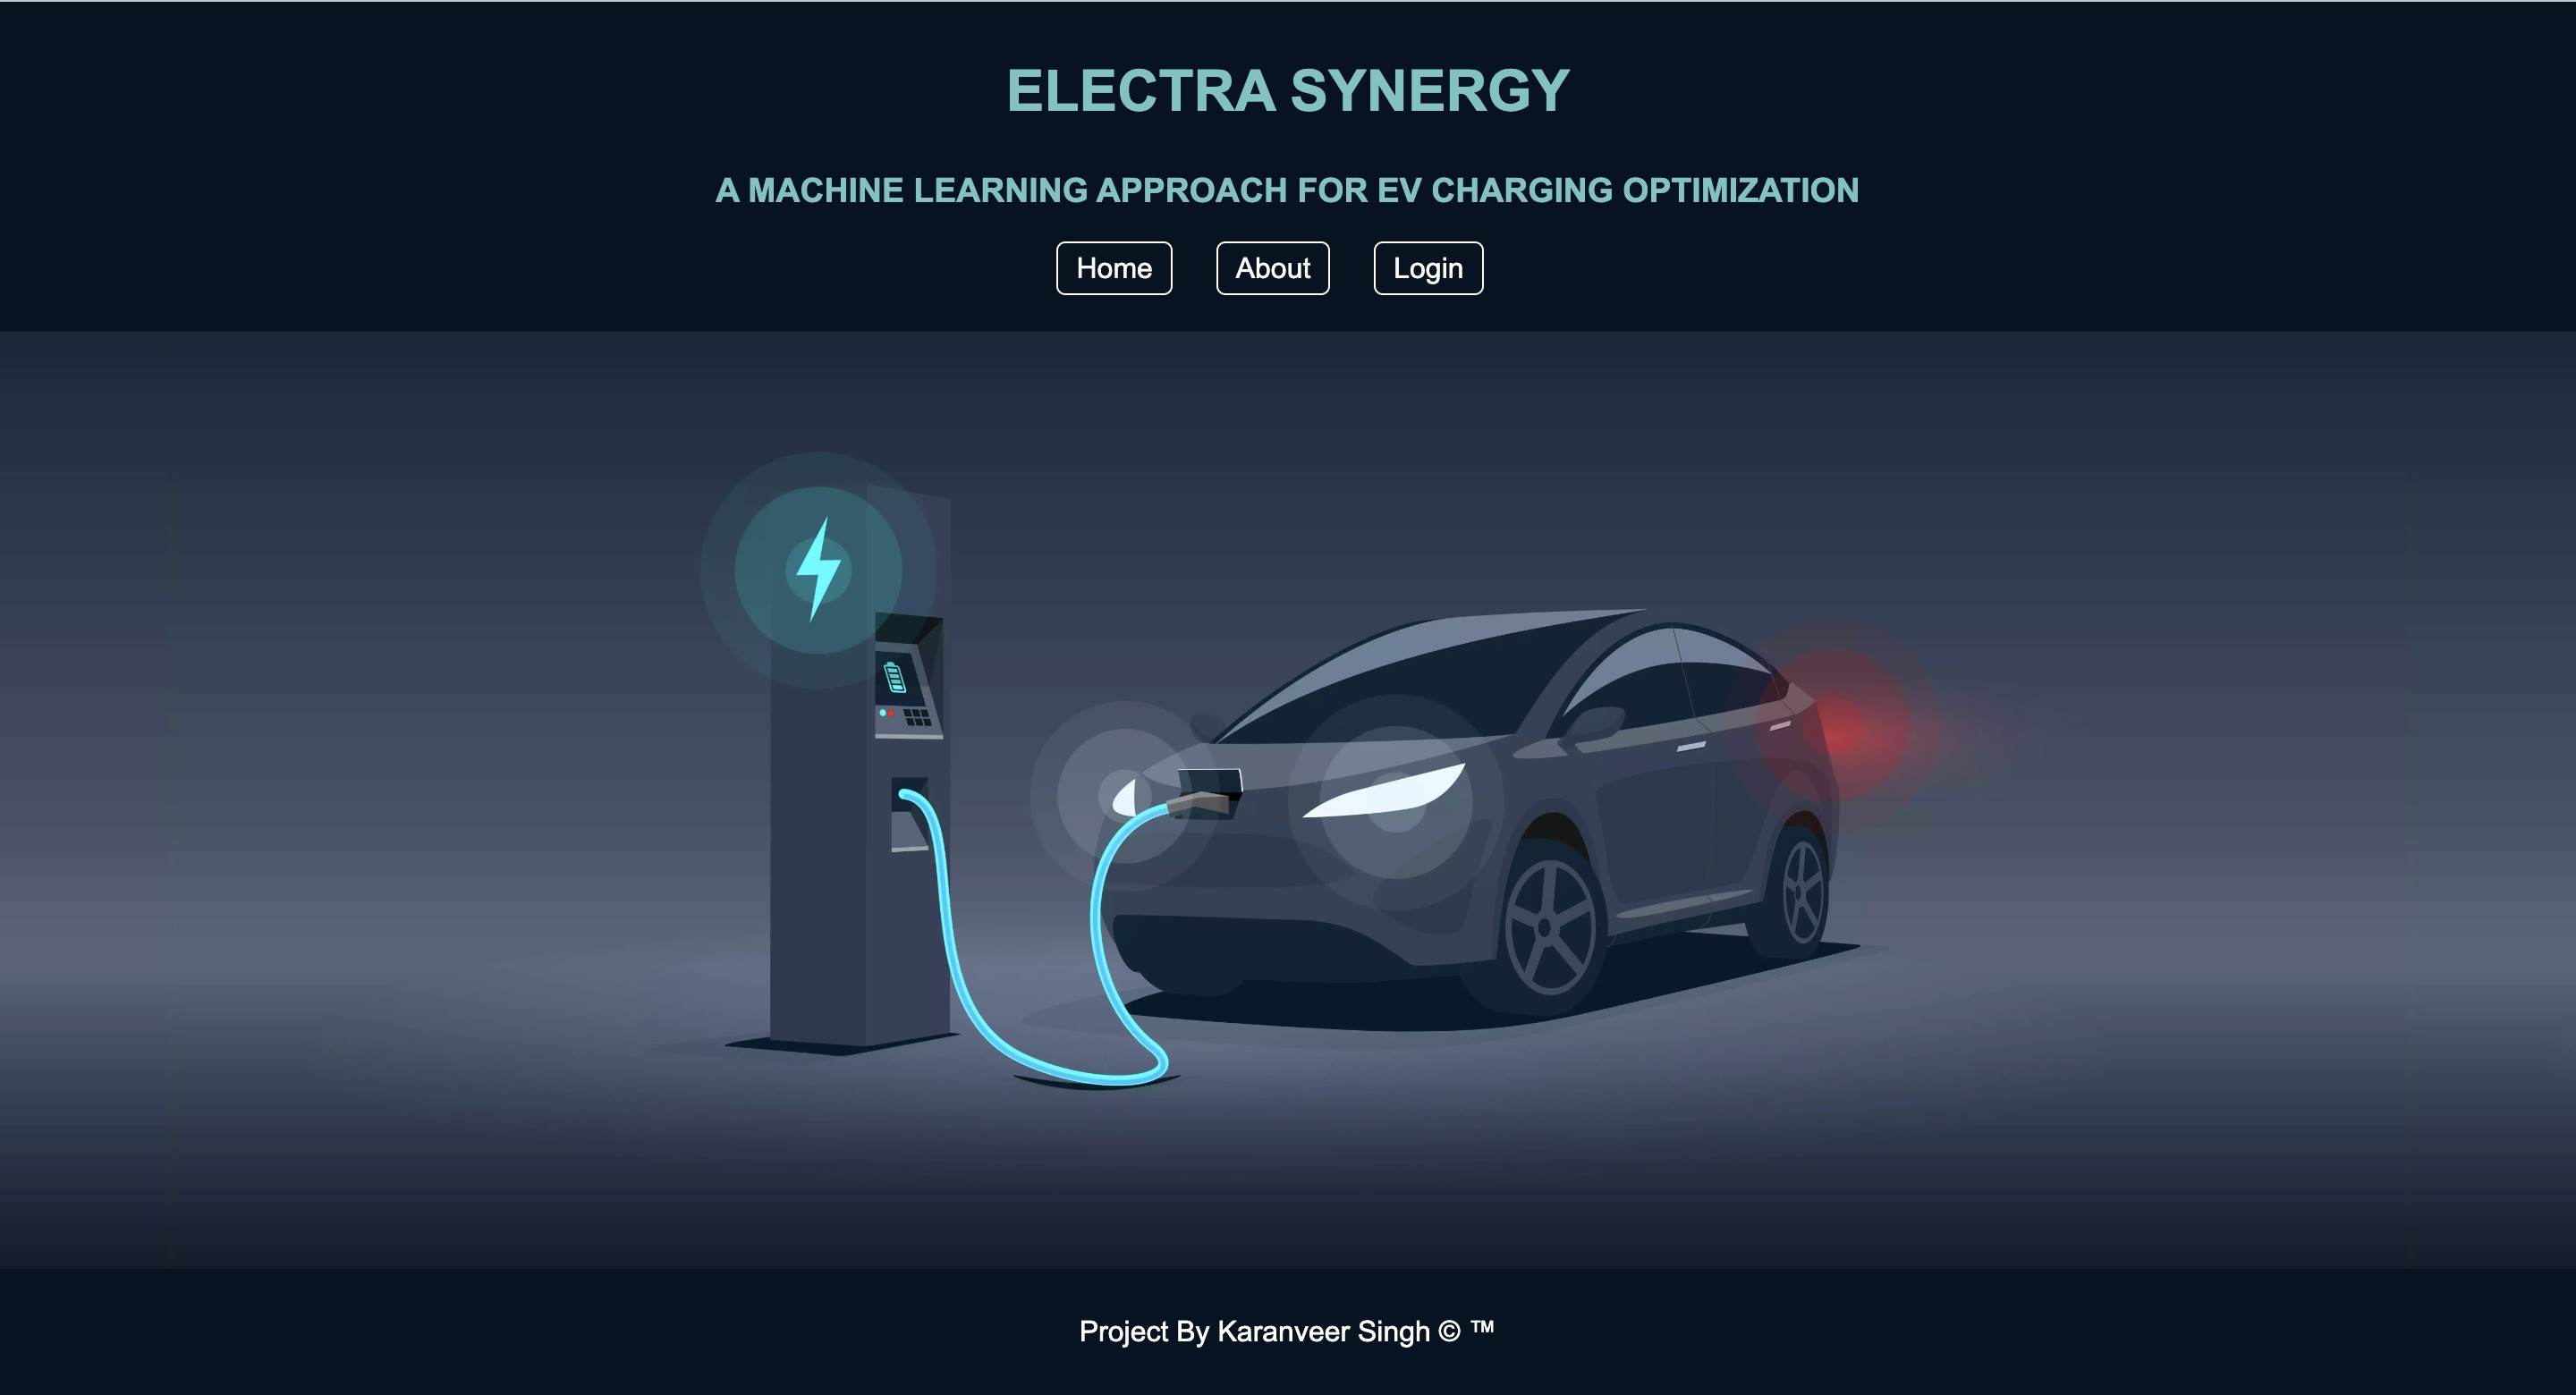 ELECTRA SYNERGY
A MACHINE LEARNING APPROACH FOR EV CHARGING OPTIMIZATION
Home About Login
Project By Karanveer Singh © ™